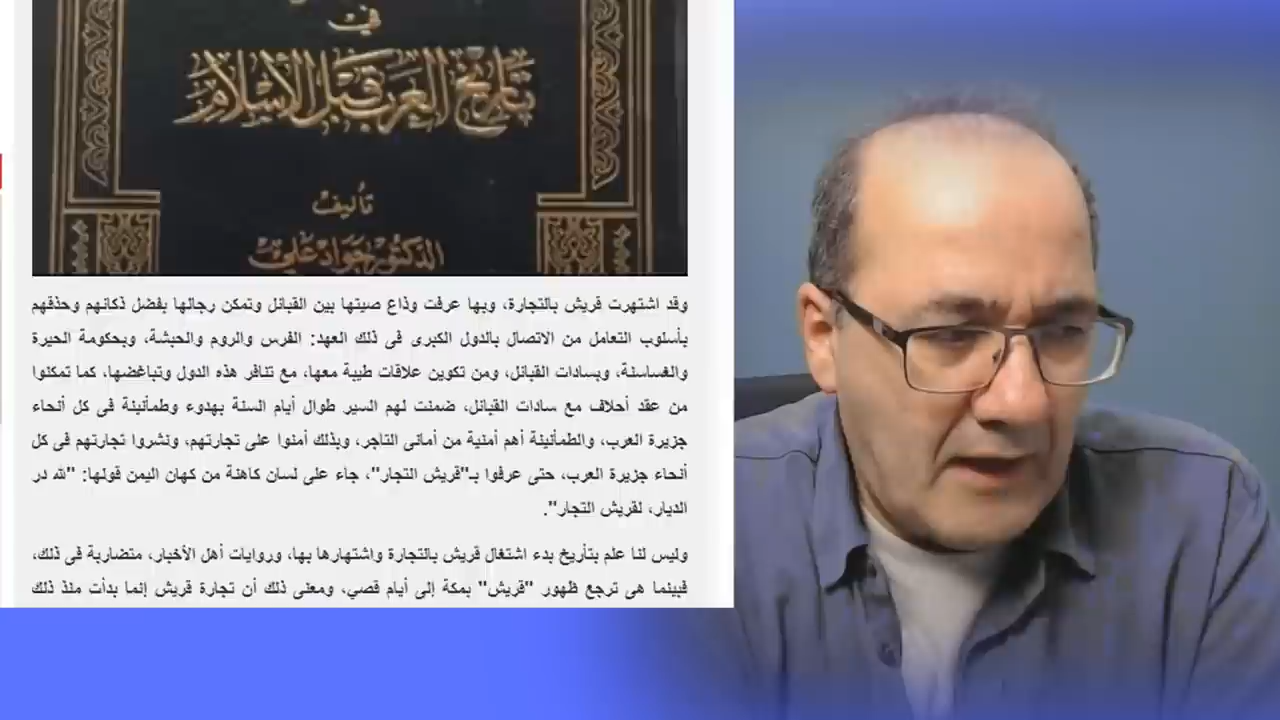 في
تاريخ العرب قبل الإسلام
تأليف
الدكتور جواد علي
وقد اشتهرت قريش بالتجارة، وبها عرفت وذاع صيتها بين القبائل وتمكن رجالها بفضل ذكائهم وحذقهم
بأسلوب التعامل من الاتصال بالدول الكبرى فى ذلك العهد: الفرس والروم والحبشة، وبحكومة الحيرة
والغساسنة، وبسادات القبائل، ومن تكوين علاقات طيبة معها، مع تنافر هذه الدول وتباغضها، كما تمكنوا
من عقد أحلاف مع سادات القبائل، ضمنت لهم السير طوال أيام السنة بهدوء وطمأنينة فى كل أنحاء
جزيرة العرب، والطمأنينة أهم أمنية من أمانى التاجر، وبذلك أمنوا على تجارتهم، ونشروا تجارتهم فى كل
أنحاء جزيرة العرب، حتى عرفوا بـ"قريش التجار"، جاء على لسان كاهنة من كهان اليمن قولها: "لله در
الديار، لقريش التجار".
وليس لنا علم بتأريخ بدء اشتغال قريش بالتجارة واشتهارها بها، وروايات أهل الأخبار، متضاربة فى ذلك،
فبينما هى ترجع ظهور "قريش" بمكة إلى أيام قصي، ومعنى ذلك أن تجارة قريش إنما بدأت منذ ذلك